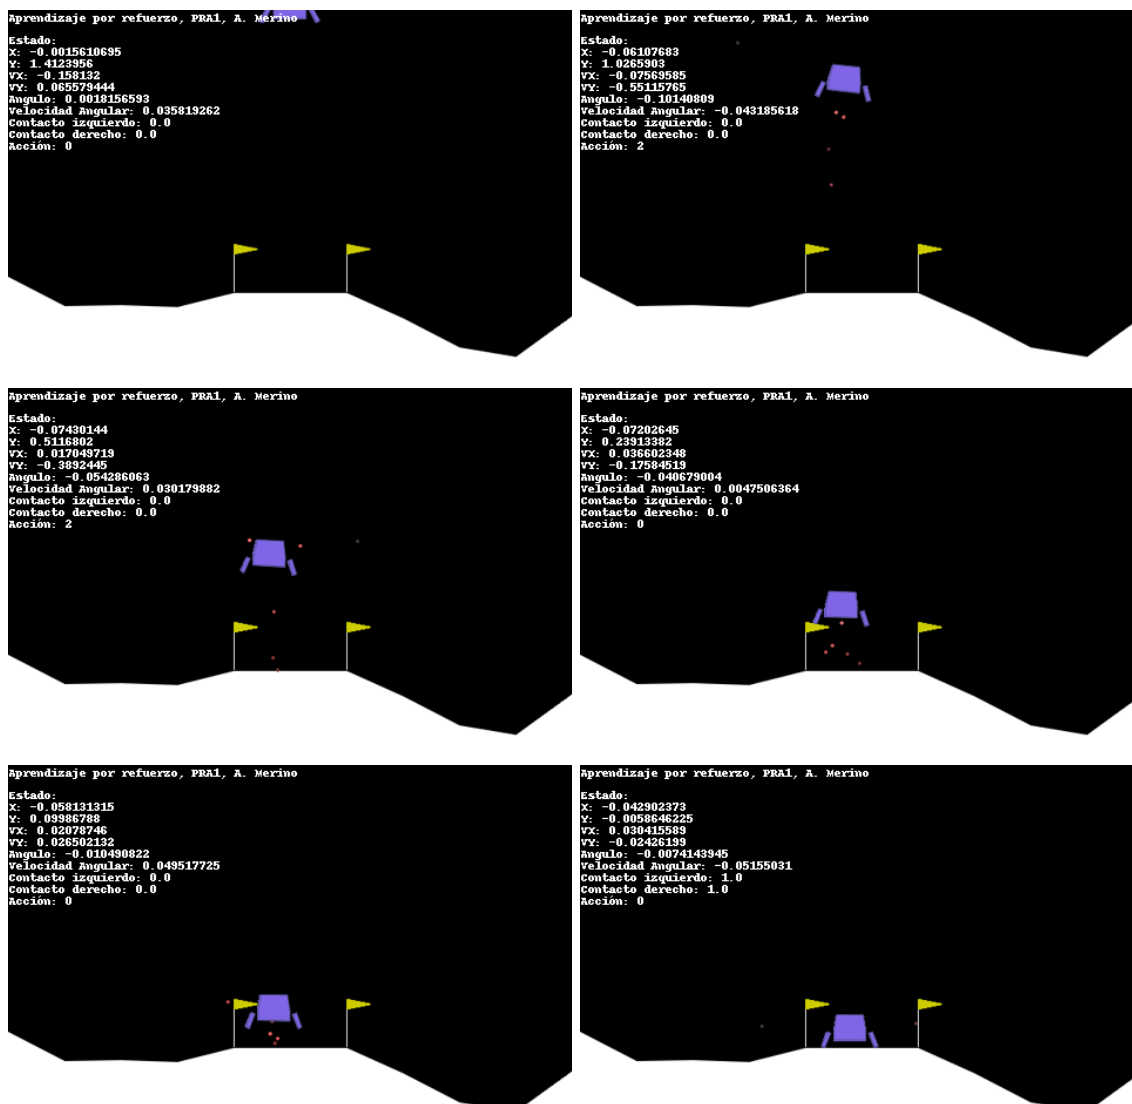 Aprendizaje por refuerzo, PRA1, A. Merino
Estado:
X: -0.0015610695
Y: 1.4123956
VX: -0.158132
VY: 0.065579444
Angulo: 0.0018156593
Velocidad Angular: 0.035819262
Contacto izquierdo: 0.0
Contacto derecho: 0.0
Acción: 0
Aprendizaje por refuerzo, PRA1, A. Merino
Estado:
X: -0.06107683
Y: 1.0265903
VX: -0.07569585
VY: -0.55115765
Angulo: -0.10140809
Velocidad Angular: -0.043185618
Contacto izquierdo: 0.0
Contacto derecho: 0.0
Acción: 2
Aprendizaje por refuerzo, PRA1, A. Merino
Estado:
X: -0.07430144
Y: 0.5116802
VX: 0.017049719
VY: -0.3892445
Angulo: -0.054286063
Velocidad Angular: 0.030179882
Contacto izquierdo: 0.0
Contacto derecho: 0.0
Acción: 2
Aprendizaje por refuerzo, PRA1, A. Merino
Estado:
X: -0.07202645
Y: 0.23913382
VX: 0.036602348
VY: -0.17584519
Angulo: -0.040679004
Velocidad Angular: 0.0047506364
Contacto izquierdo: 0.0
Contacto derecho: 0.0
Acción: 0
Aprendizaje por refuerzo, PRA1, A. Merino
Estado:
X: -0.058131315
Y: 0.09986788
VX: 0.02078746
VY: 0.026502132
Angulo: -0.010490822
Velocidad Angular: 0.049517725
Contacto izquierdo: 0.0
Contacto derecho: 0.0
Acción: 0
Aprendizaje por refuerzo, PRA1, A. Merino
Estado:
X: -0.042902373
Y: -0.0058646225
VX: 0.030415589
VY: -0.02426199
Angulo: -0.0074143945
Velocidad Angular: -0.05155031
Contacto izquierdo: 1.0
Contacto derecho: 1.0
Acción: 0